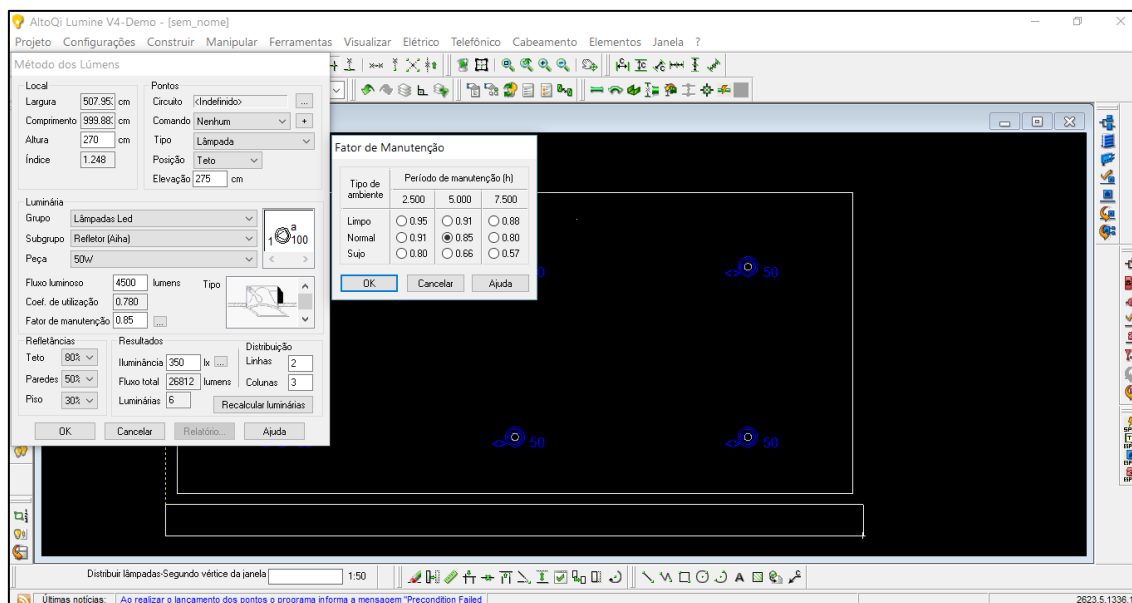 AltoQi Lumine V4-Demo - [sem_nome]
Projeto Configurações Construir Manipular Ferramentas Visualizar Elétrico Telefônico Cabeamento Elementos Janela ?
Método dos Lúmens
Local
Largura 507.95 cm
Comprimento 999.88 cm
Altura 270 cm
Índice 1.248
Pontos
Circuito <Indefinido> ...
Comando Nenhum +
Tipo Lâmpada
Posição Teto
Elevação 275 cm
Luminária
Grupo Lâmpadas Led
Subgrupo Refletor (Aiha)
Peça 50W
a
1 100
Fluxo luminoso 4500 lumens Tipo
Coef. de utilização 0.780
Fator de manutenção 0.85 ...
Refletâncias
Teto 80%
Paredes 50%
Piso 30%
Resultados
Iluminância 350 lx ...
Fluxo total 26812 lumens
Luminárias 6
Distribuição
Linhas 2
Colunas 3
Recalcular luminárias
OK Cancelar Relatório... Ajuda
Fator de Manutenção
Tipo de ambiente Período de manutenção (h)
2.500 5.000 7.500
Limpo 0.95 0.91 0.88
Normal 0.91 0.85 0.80
Sujo 0.80 0.66 0.57
OK Cancelar Ajuda
50
50
50
Distribuir lâmpadas-Segundo vértice da janela 1:50
Últimas notícias: Ao realizar o lancamento dos pontos o programa informa a mensagem "Precondition Failed
2623.5,1336.1